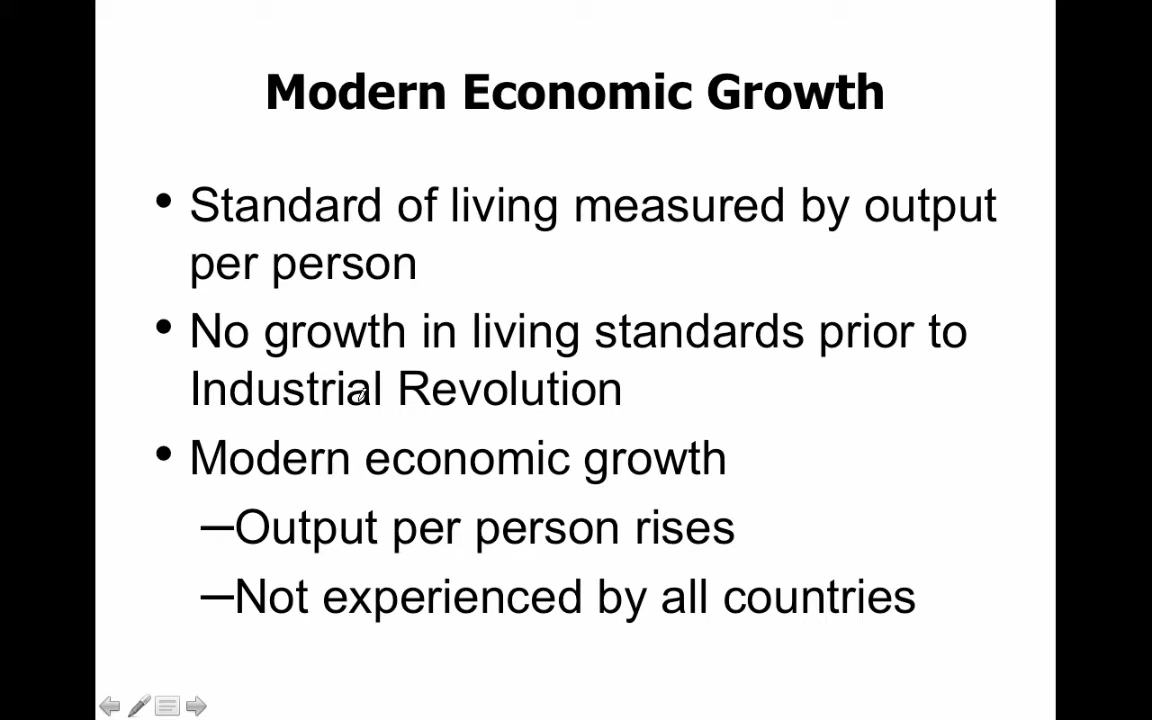 Modern Economic Growth
• Standard of living measured by output
per person
• No growth in living standards prior to
Industrial Revolution
• Modern economic growth
–Output per person rises
–Not experienced by all countries